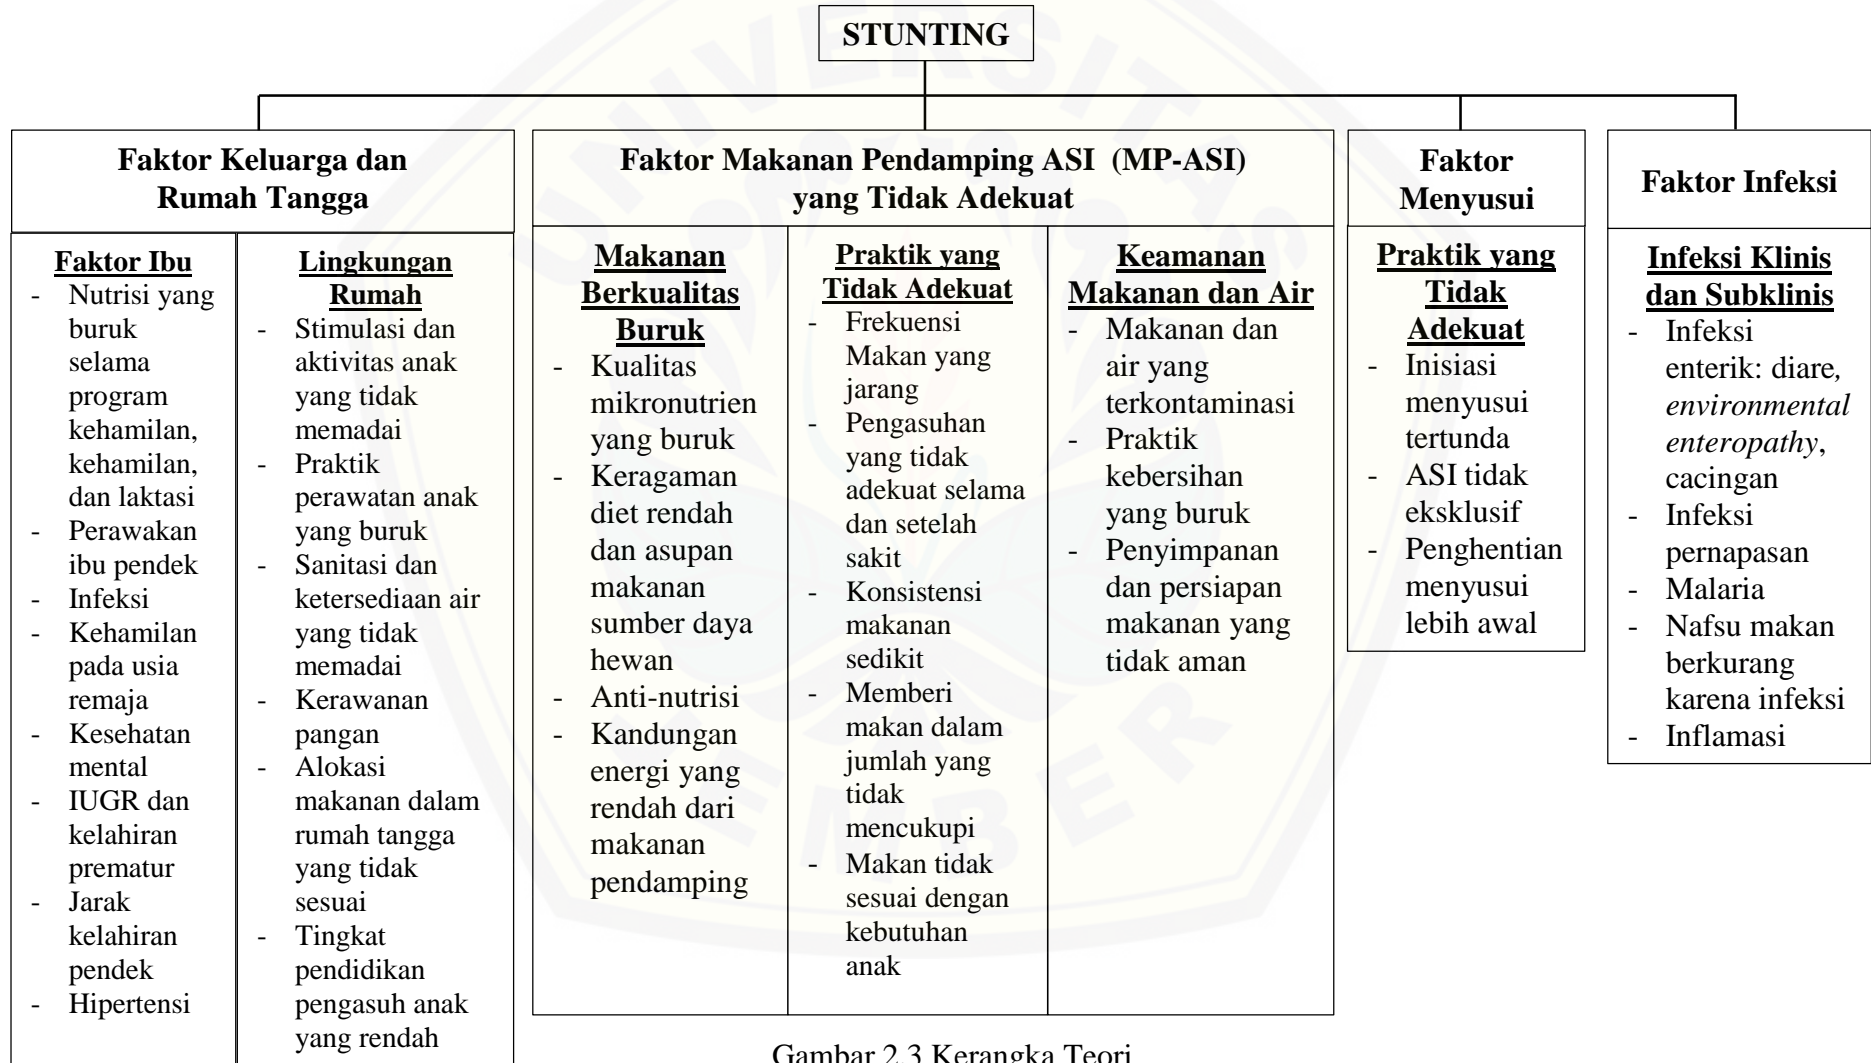 STUNTING
Faktor Keluarga dan
Rumah Tangga
Faktor Ibu
- Nutrisi yang
buruk
selama
program
kehamilan,
kehamilan,
dan laktasi
- Perawakan
ibu pendek
- Infeksi
- Kehamilan
pada usia
remaja
- Kesehatan
mental
- IUGR dan
kelahiran
prematur
- Jarak
kelahiran
pendek
- Hipertensi
Lingkungan
Rumah
- Stimulasi dan
aktivitas anak
yang tidak
memadai
- Praktik
perawatan anak
yang buruk
- Sanitasi dan
ketersediaan air
yang tidak
memadai
- Kerawanan
pangan
- Alokasi
makanan dalam
rumah tangga
yang tidak
sesuai
- Tingkat
pendidikan
pengasuh anak
yang rendah
Faktor Makanan Pendamping ASI (MP-ASI)
yang Tidak Adekuat
Makanan
Berkualitas
Buruk
- Kualitas
mikronutrien
yang buruk
- Keragaman
diet rendah
dan asupan
makanan
sumber daya
hewan
- Anti-nutrisi
- Kandungan
energi yang
rendah dari
makanan
pendamping
Praktik yang
Tidak Adekuat
- Frekuensi
Makan yang
jarang
- Pengasuhan
yang tidak
adekuat selama
dan setelah
sakit
- Konsistensi
makanan
sedikit
- Memberi
makan dalam
jumlah yang
tidak
mencukupi
- Makan tidak
sesuai dengan
kebutuhan
anak
Keamanan
Makanan dan Air
- Makanan dan
air yang
terkontaminasi
- Praktik
kebersihan
yang buruk
- Penyimpanan
dan persiapan
makanan yang
tidak aman
Faktor
Menyusui
Praktik yang
Tidak
Adekuat
- Inisiasi
menyusui
tertunda
- ASI tidak
eksklusif
- Penghentian
menyusui
lebih awal
Faktor Infeksi
Infeksi Klinis
dan Subklinis
- Infeksi
enterik: diare,
environmental
enteropathy,
cacingan
- Infeksi
pernapasan
- Malaria
- Nafsu makan
berkurang
karena infeksi
- Inflamasi
Gambar 2.3 Kerangka Teori
UNIVERSITAS
JEMBER